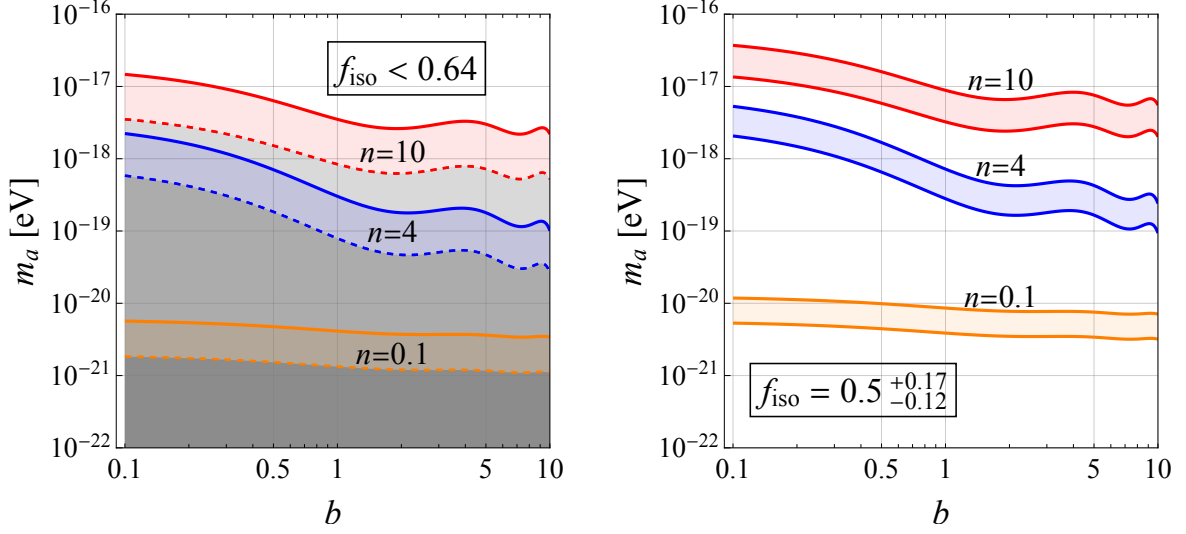 10⁻¹⁶
10⁻¹⁷
10⁻¹⁸
10⁻¹⁹
10⁻²⁰
10⁻²¹
10⁻²²
mₐ [eV]
f_iso < 0.64
n=10
n=4
n=0.1
0.1 0.5 1 5 10
b
10⁻¹⁶
10⁻¹⁷
10⁻¹⁸
10⁻¹⁹
10⁻²⁰
10⁻²¹
10⁻²²
mₐ [eV]
n=10
n=4
n=0.1
f_iso = 0.5 +0.17 −0.12
0.1 0.5 1 5 10
b